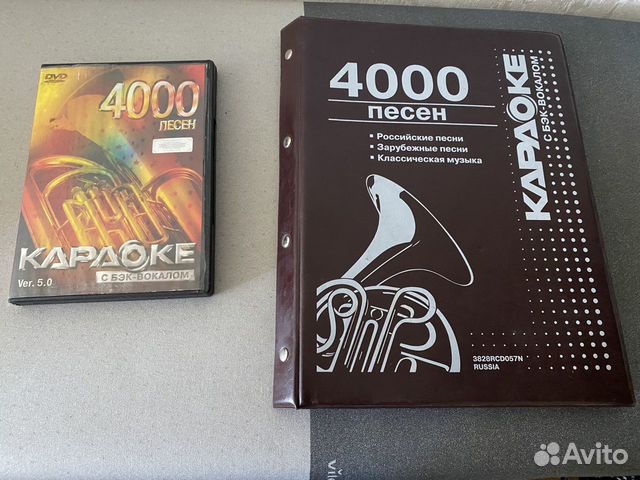 DVD
4000
ПЕСЕН
КАРАОКЕ
С БЭК-ВОКАЛОМ
Ver. 5.0
4000
песен
▪ Российские песни
▪ Зарубежные песни
▪ Классическая музыка
КАРАОКЕ
С БЭК-ВОКАЛОМ
3828RCD057N
RUSSIA
Avito